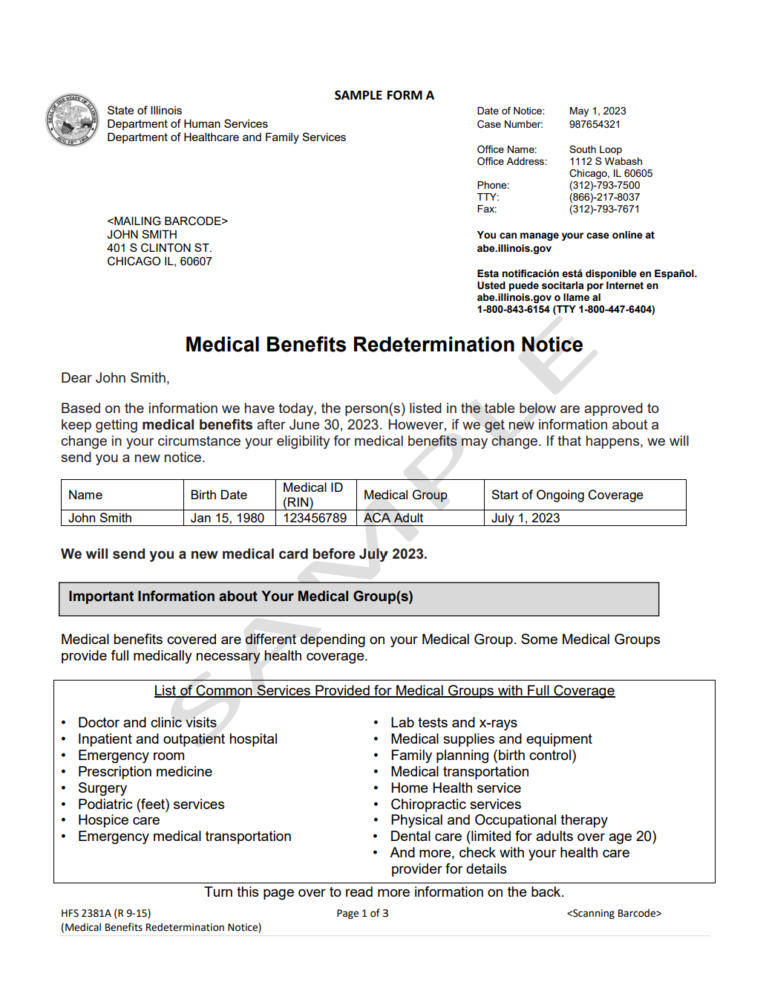 SAMPLE FORM A
SEAL OF THE STATE OF ILLINOIS
AUG. 26TH 1818
State of Illinois
Department of Human Services
Department of Healthcare and Family Services
Date of Notice: May 1, 2023
Case Number: 987654321
Office Name: South Loop
Office Address: 1112 S Wabash
Chicago, IL 60605
Phone: (312)-793-7500
TTY: (866)-217-8037
Fax: (312)-793-7671
<MAILING BARCODE>
JOHN SMITH
401 S CLINTON ST.
CHICAGO IL, 60607
You can manage your case online at
abe.illinois.gov
Esta notificación está disponible en Español.
Usted puede socitarla por Internet en
abe.illinois.gov o llame al
1-800-843-6154 (TTY 1-800-447-6404)
Medical Benefits Redetermination Notice
Dear John Smith,
Based on the information we have today, the person(s) listed in the table below are approved to
keep getting medical benefits after June 30, 2023. However, if we get new information about a
change in your circumstance your eligibility for medical benefits may change. If that happens, we will
send you a new notice.
Name Birth Date Medical ID (RIN) Medical Group Start of Ongoing Coverage
John Smith Jan 15, 1980 123456789 ACA Adult July 1, 2023
We will send you a new medical card before July 2023.
Important Information about Your Medical Group(s)
Medical benefits covered are different depending on your Medical Group. Some Medical Groups
provide full medically necessary health coverage.
List of Common Services Provided for Medical Groups with Full Coverage
• Doctor and clinic visits
• Inpatient and outpatient hospital
• Emergency room
• Prescription medicine
• Surgery
• Podiatric (feet) services
• Hospice care
• Emergency medical transportation
• Lab tests and x-rays
• Medical supplies and equipment
• Family planning (birth control)
• Medical transportation
• Home Health service
• Chiropractic services
• Physical and Occupational therapy
• Dental care (limited for adults over age 20)
• And more, check with your health care
provider for details
Turn this page over to read more information on the back.
HFS 2381A (R 9-15) Page 1 of 3 <Scanning Barcode>
(Medical Benefits Redetermination Notice)
SAMPLE